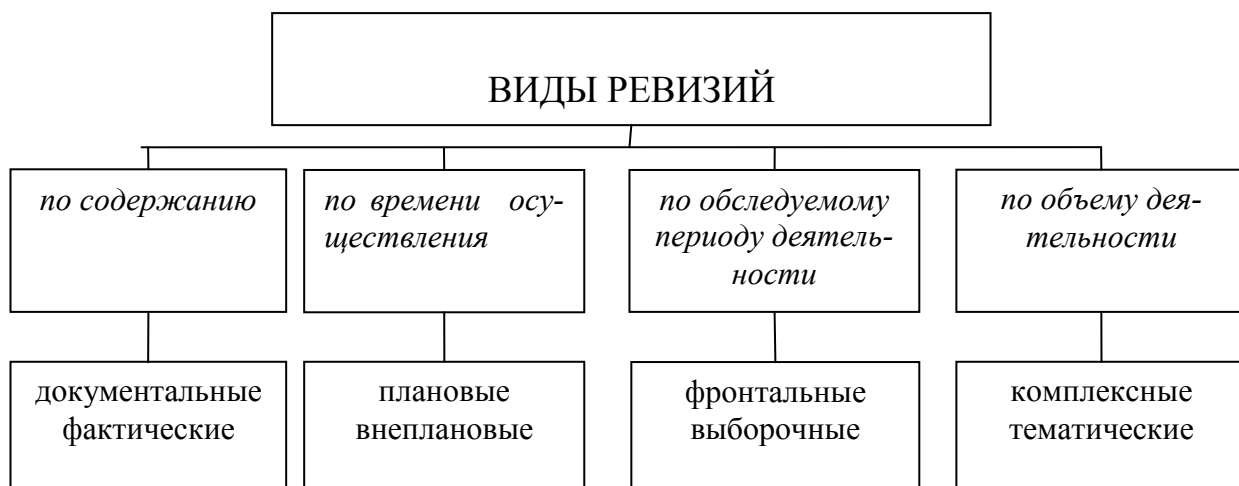 ВИДЫ РЕВИЗИЙ
по содержанию
по времени осу-
ществления
по обследуемому
периоду деятель-
ности
по объему дея-
тельности
документальные
фактические
плановые
внеплановые
фронтальные
выборочные
комплексные
тематические